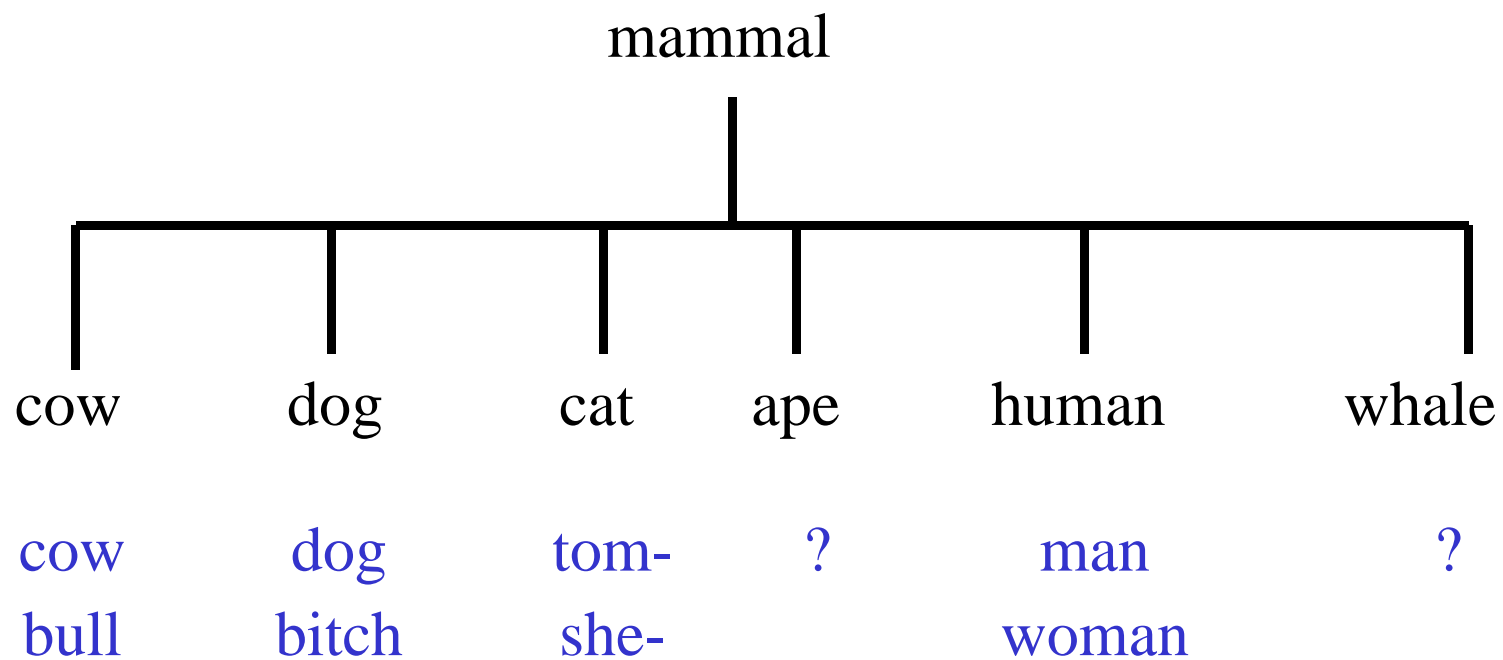 mammal
cow dog cat ape human whale
cow dog tom- ? man ?
bull bitch she- woman